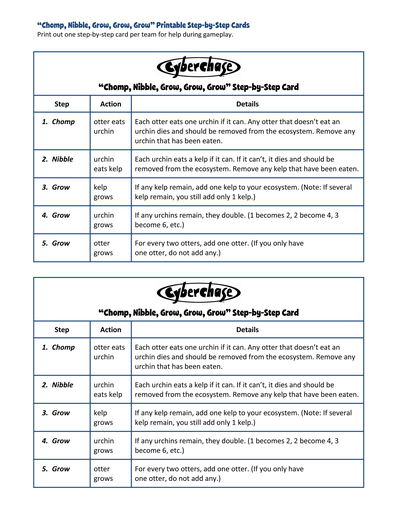 “Chomp, Nibble, Grow, Grow, Grow” Printable Step-by-Step Cards
Print out one step-by-step card per team for help during gameplay.
Cyberchase
“Chomp, Nibble, Grow, Grow, Grow” Step-by-Step Card
Step Action Details
1. Chomp otter eats urchin Each otter eats one urchin if it can. Any otter that doesn’t eat an
urchin dies and should be removed from the ecosystem. Remove any
urchin that has been eaten.
2. Nibble urchin eats kelp Each urchin eats a kelp if it can. If it can’t, it dies and should be
removed from the ecosystem. Remove any kelp that have been eaten.
3. Grow kelp grows If any kelp remain, add one kelp to your ecosystem. (Note: If several
kelp remain, you still add only 1 kelp.)
4. Grow urchin grows If any urchins remain, they double. (1 becomes 2, 2 become 4, 3
become 6, etc.)
5. Grow otter grows For every two otters, add one otter. (If you only have
one otter, do not add any.)
Cyberchase
“Chomp, Nibble, Grow, Grow, Grow” Step-by-Step Card
Step Action Details
1. Chomp otter eats urchin Each otter eats one urchin if it can. Any otter that doesn’t eat an
urchin dies and should be removed from the ecosystem. Remove any
urchin that has been eaten.
2. Nibble urchin eats kelp Each urchin eats a kelp if it can. If it can’t, it dies and should be
removed from the ecosystem. Remove any kelp that have been eaten.
3. Grow kelp grows If any kelp remain, add one kelp to your ecosystem. (Note: If several
kelp remain, you still add only 1 kelp.)
4. Grow urchin grows If any urchins remain, they double. (1 becomes 2, 2 become 4, 3
become 6, etc.)
5. Grow otter grows For every two otters, add one otter. (If you only have
one otter, do not add any.)